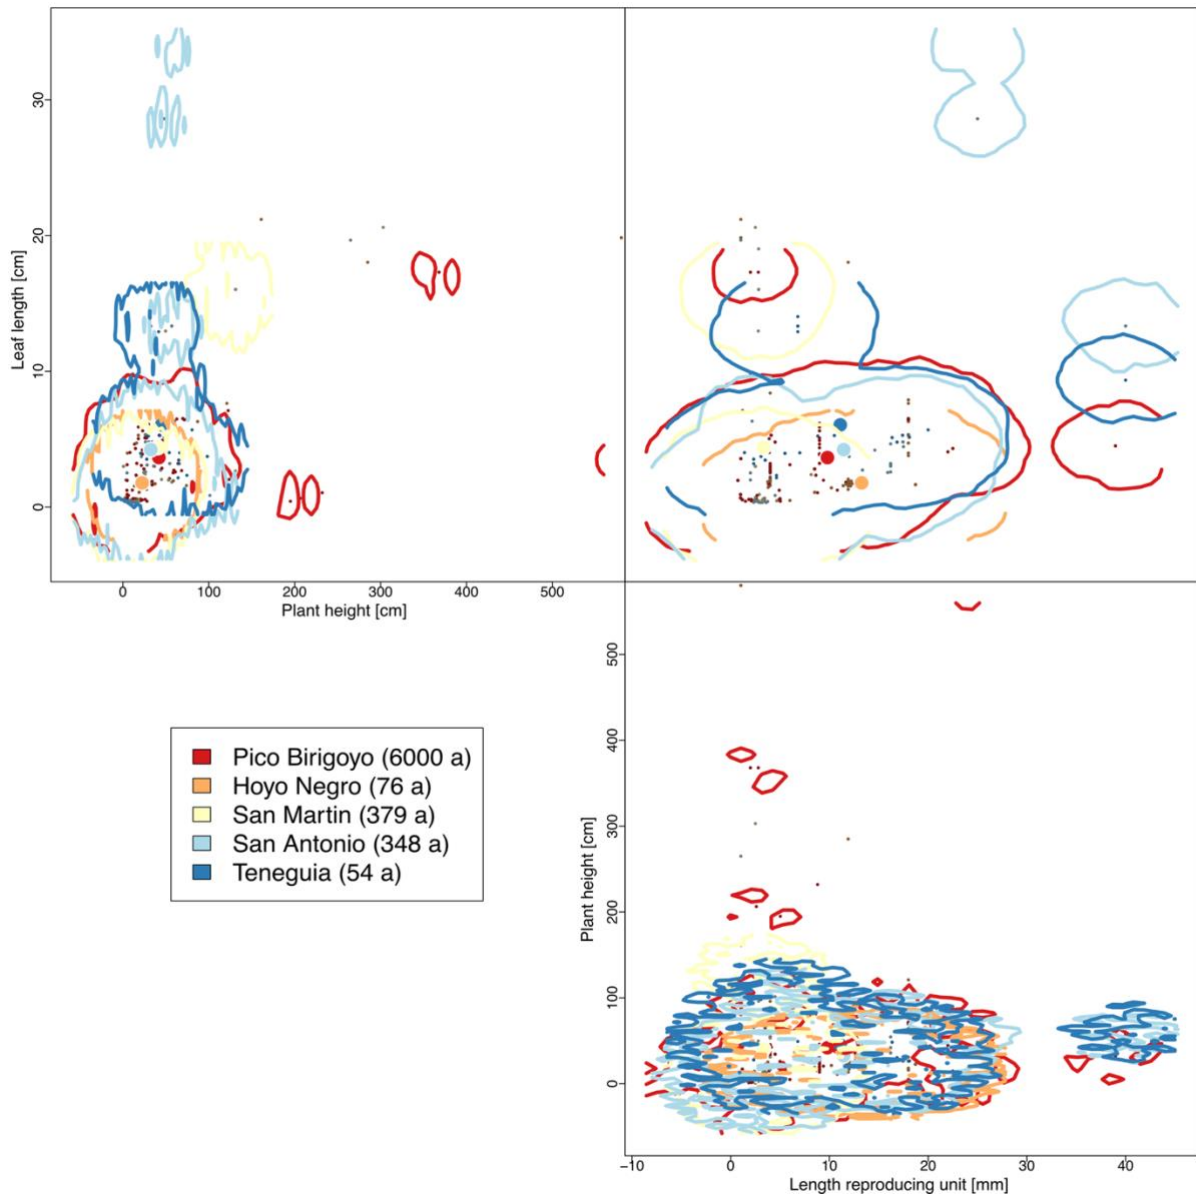 30
20
10
0
Leaf length [cm]
0 100 200 300 400 500
Plant height [cm]
500
400
300
200
100
0
Plant height [cm]
Pico Birigoyo (6000 a)
Hoyo Negro (76 a)
San Martin (379 a)
San Antonio (348 a)
Teneguia (54 a)
−10 0 10 20 30 40
Length reproducing unit [mm]